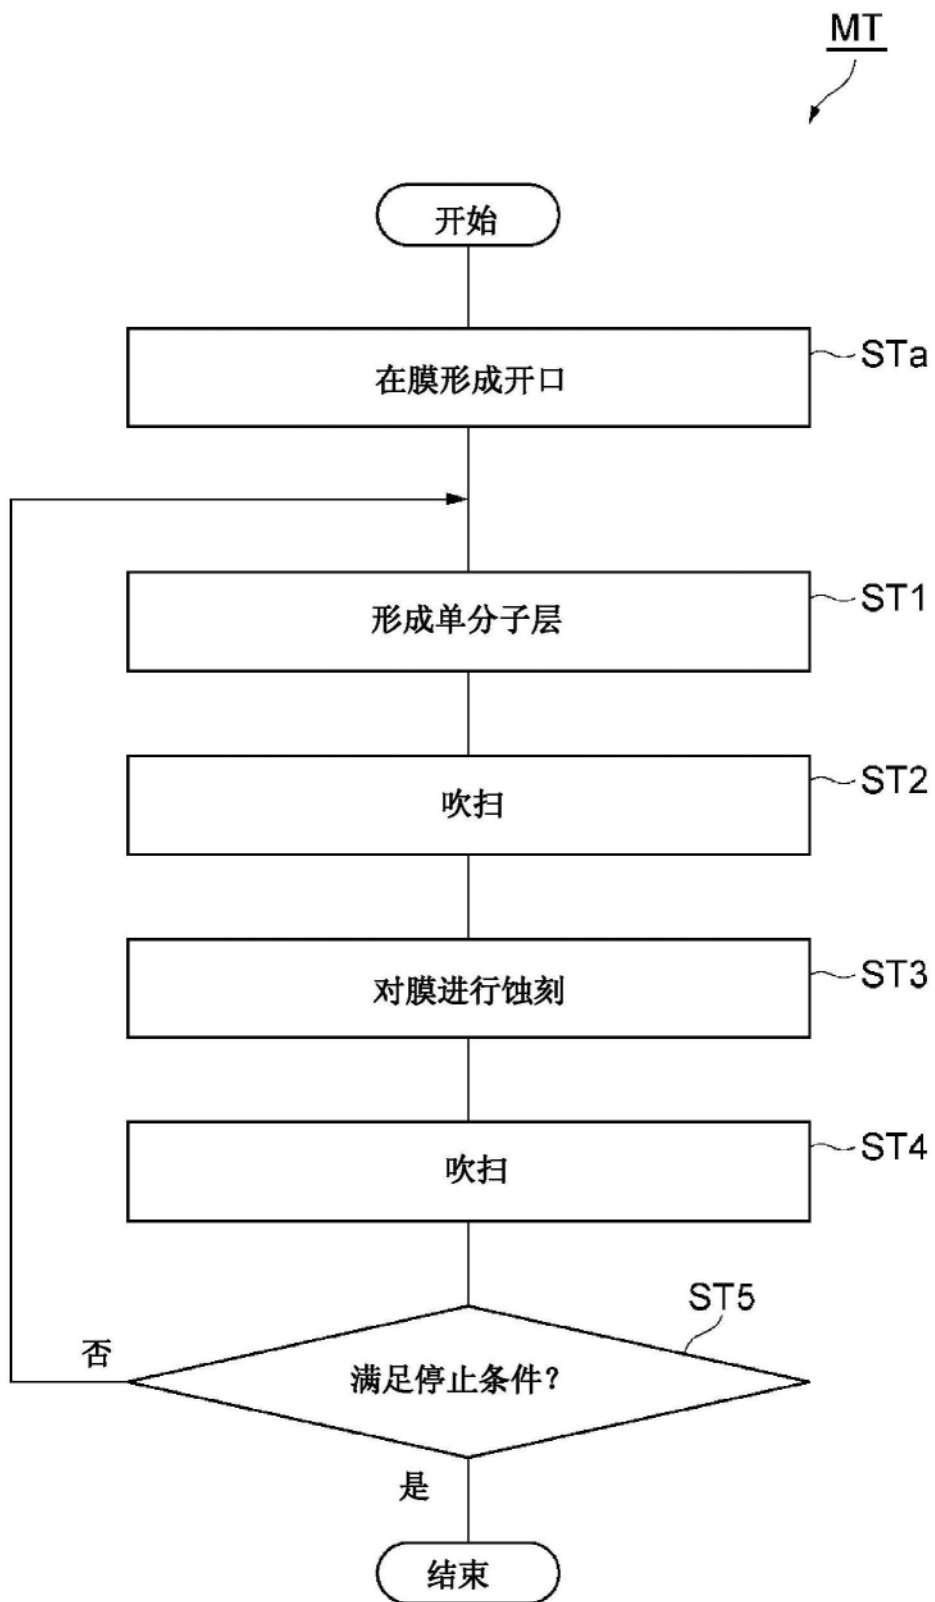 MT
开始
在膜形成开口
STa
形成单分子层
ST1
吹扫
ST2
对膜进行蚀刻
ST3
吹扫
ST4
ST5
否
满足停止条件?
是
结束